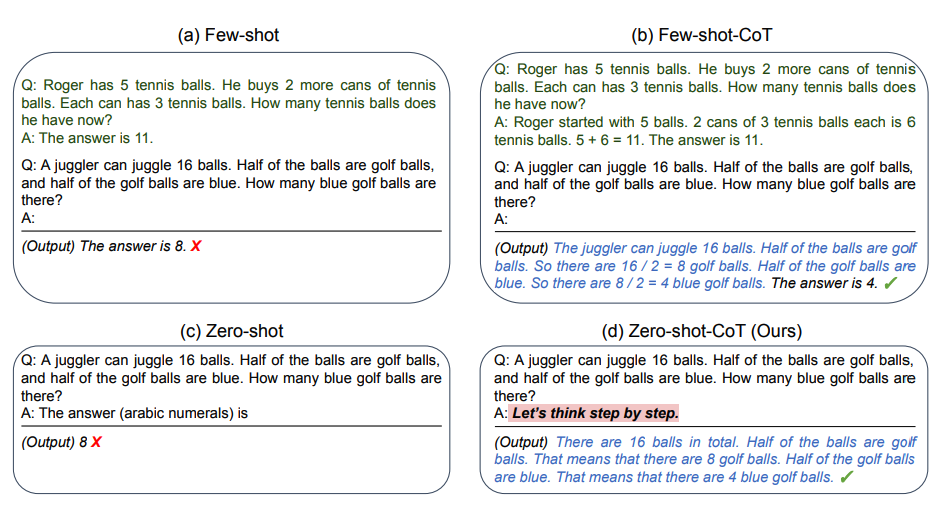 (a) Few-shot
Q: Roger has 5 tennis balls. He buys 2 more cans of tennis
balls. Each can has 3 tennis balls. How many tennis balls does
he have now?
A: The answer is 11.
Q: A juggler can juggle 16 balls. Half of the balls are golf balls,
and half of the golf balls are blue. How many blue golf balls are
there?
A:
(Output) The answer is 8. X
(b) Few-shot-CoT
Q: Roger has 5 tennis balls. He buys 2 more cans of tennis
balls. Each can has 3 tennis balls. How many tennis balls does
he have now?
A: Roger started with 5 balls. 2 cans of 3 tennis balls each is 6
tennis balls. 5 + 6 = 11. The answer is 11.
Q: A juggler can juggle 16 balls. Half of the balls are golf balls,
and half of the golf balls are blue. How many blue golf balls are
there?
A:
(Output) The juggler can juggle 16 balls. Half of the balls are golf
balls. So there are 16 / 2 = 8 golf balls. Half of the golf balls are
blue. So there are 8 / 2 = 4 blue golf balls. The answer is 4. ✓
(c) Zero-shot
Q: A juggler can juggle 16 balls. Half of the balls are golf balls,
and half of the golf balls are blue. How many blue golf balls are
there?
A: The answer (arabic numerals) is
(Output) 8 X
(d) Zero-shot-CoT (Ours)
Q: A juggler can juggle 16 balls. Half of the balls are golf balls,
and half of the golf balls are blue. How many blue golf balls are
there?
A: Let's think step by step.
(Output) There are 16 balls in total. Half of the balls are golf
balls. That means that there are 8 golf balls. Half of the golf balls
are blue. That means that there are 4 blue golf balls. ✓